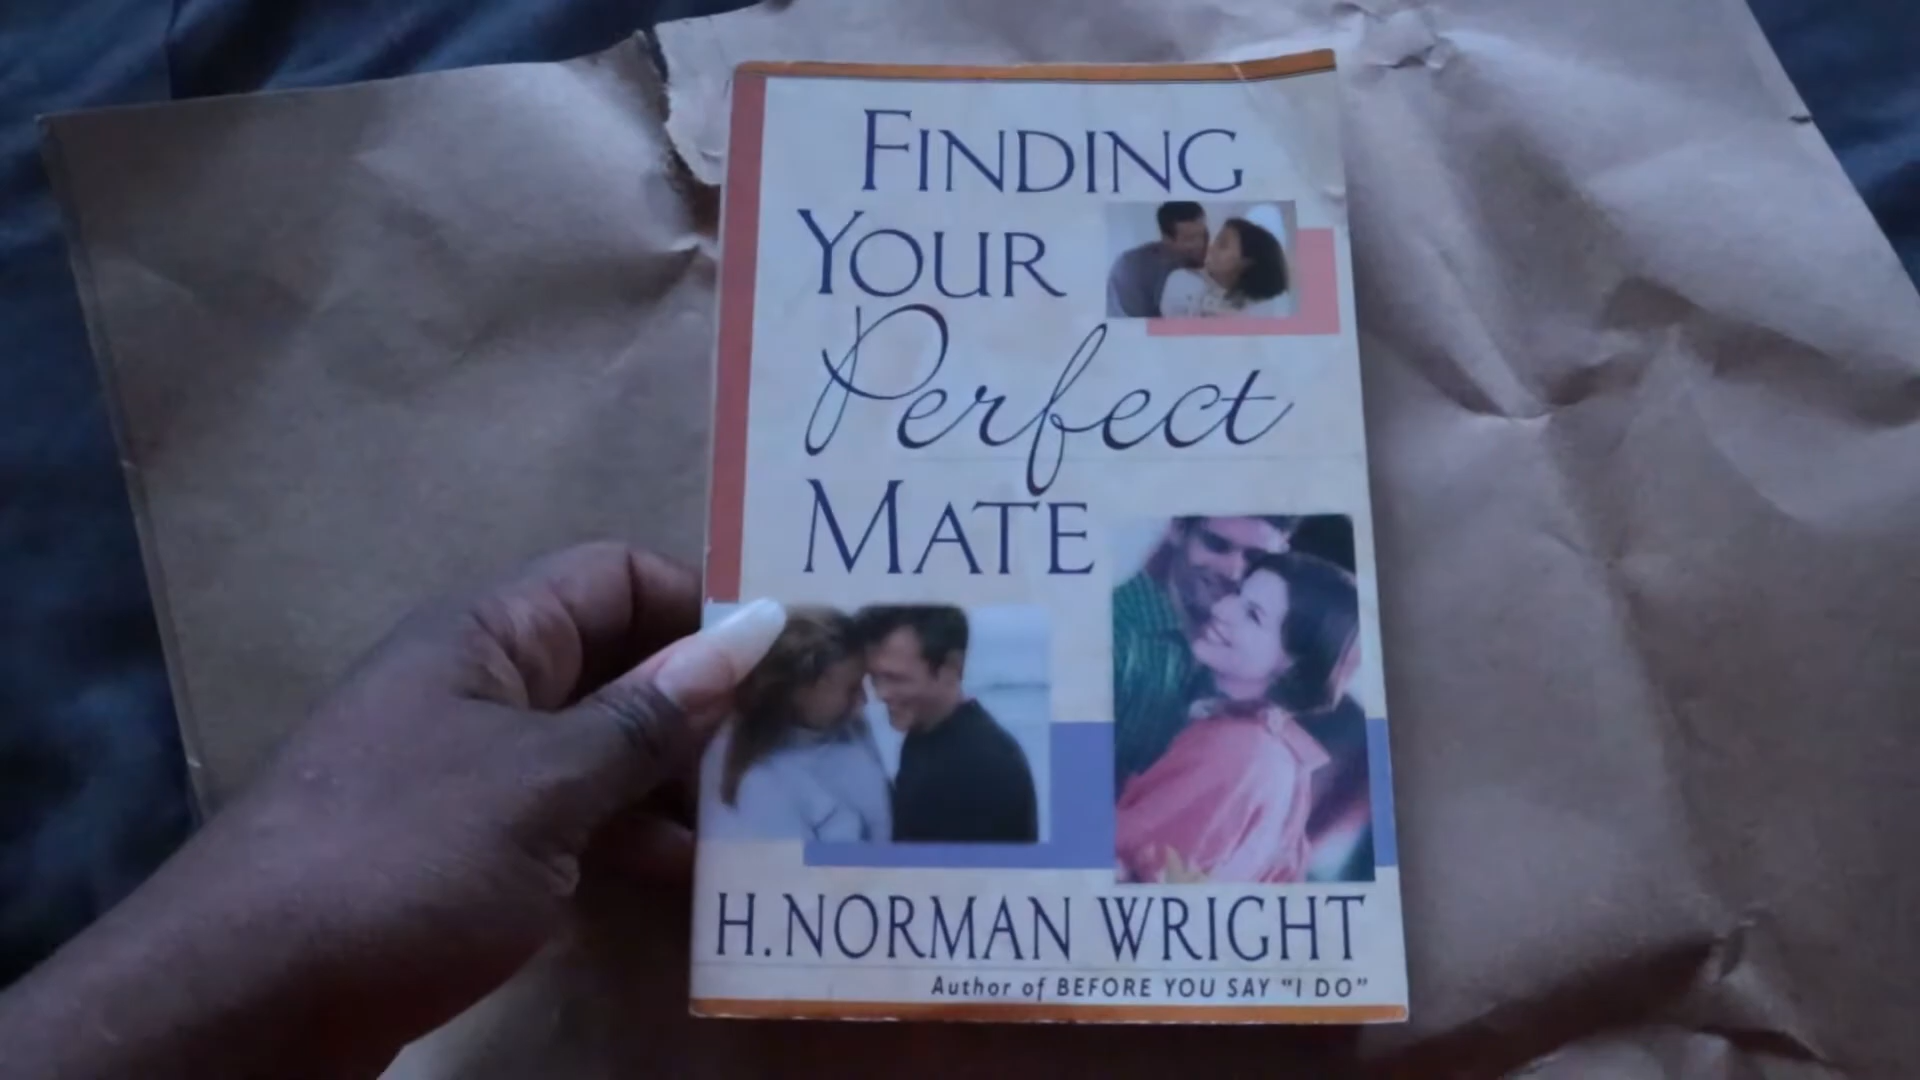 FINDING
YOUR
Perfect
MATE
H. NORMAN WRIGHT
Author of BEFORE YOU SAY "I DO"